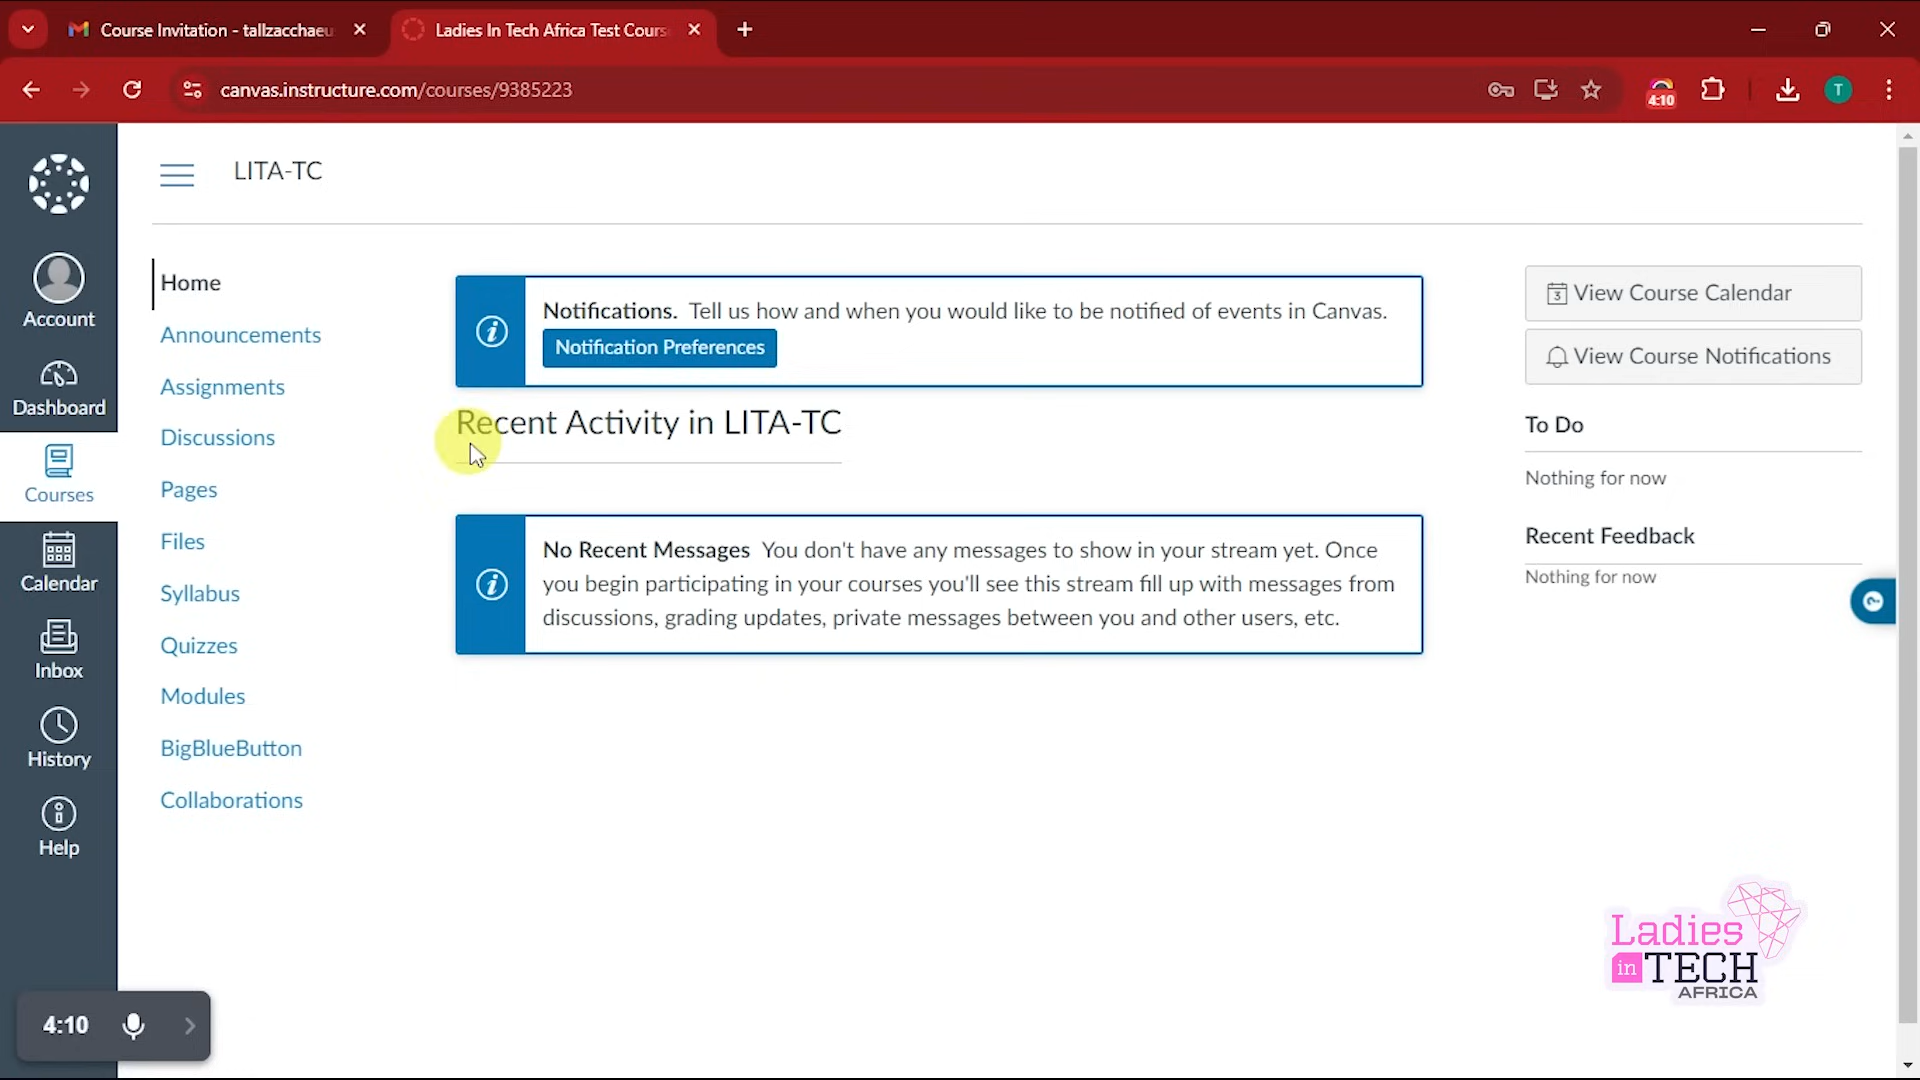 Course Invitation - tallzacchaeu
Ladies In Tech Africa Test Cours
canvas.instructure.com/courses/9385223
4:10
T
LITA-TC
Account
Dashboard
Courses
Calendar
Inbox
History
Help
Home
Announcements
Assignments
Discussions
Pages
Files
Syllabus
Quizzes
Modules
BigBlueButton
Collaborations
Notifications. Tell us how and when you would like to be notified of events in Canvas.
Notification Preferences
Recent Activity in LITA-TC
No Recent Messages You don't have any messages to show in your stream yet. Once
you begin participating in your courses you'll see this stream fill up with messages from
discussions, grading updates, private messages between you and other users, etc.
3 View Course Calendar
View Course Notifications
To Do
Nothing for now
Recent Feedback
Nothing for now
Ladies
in TECH
AFRICA
4:10